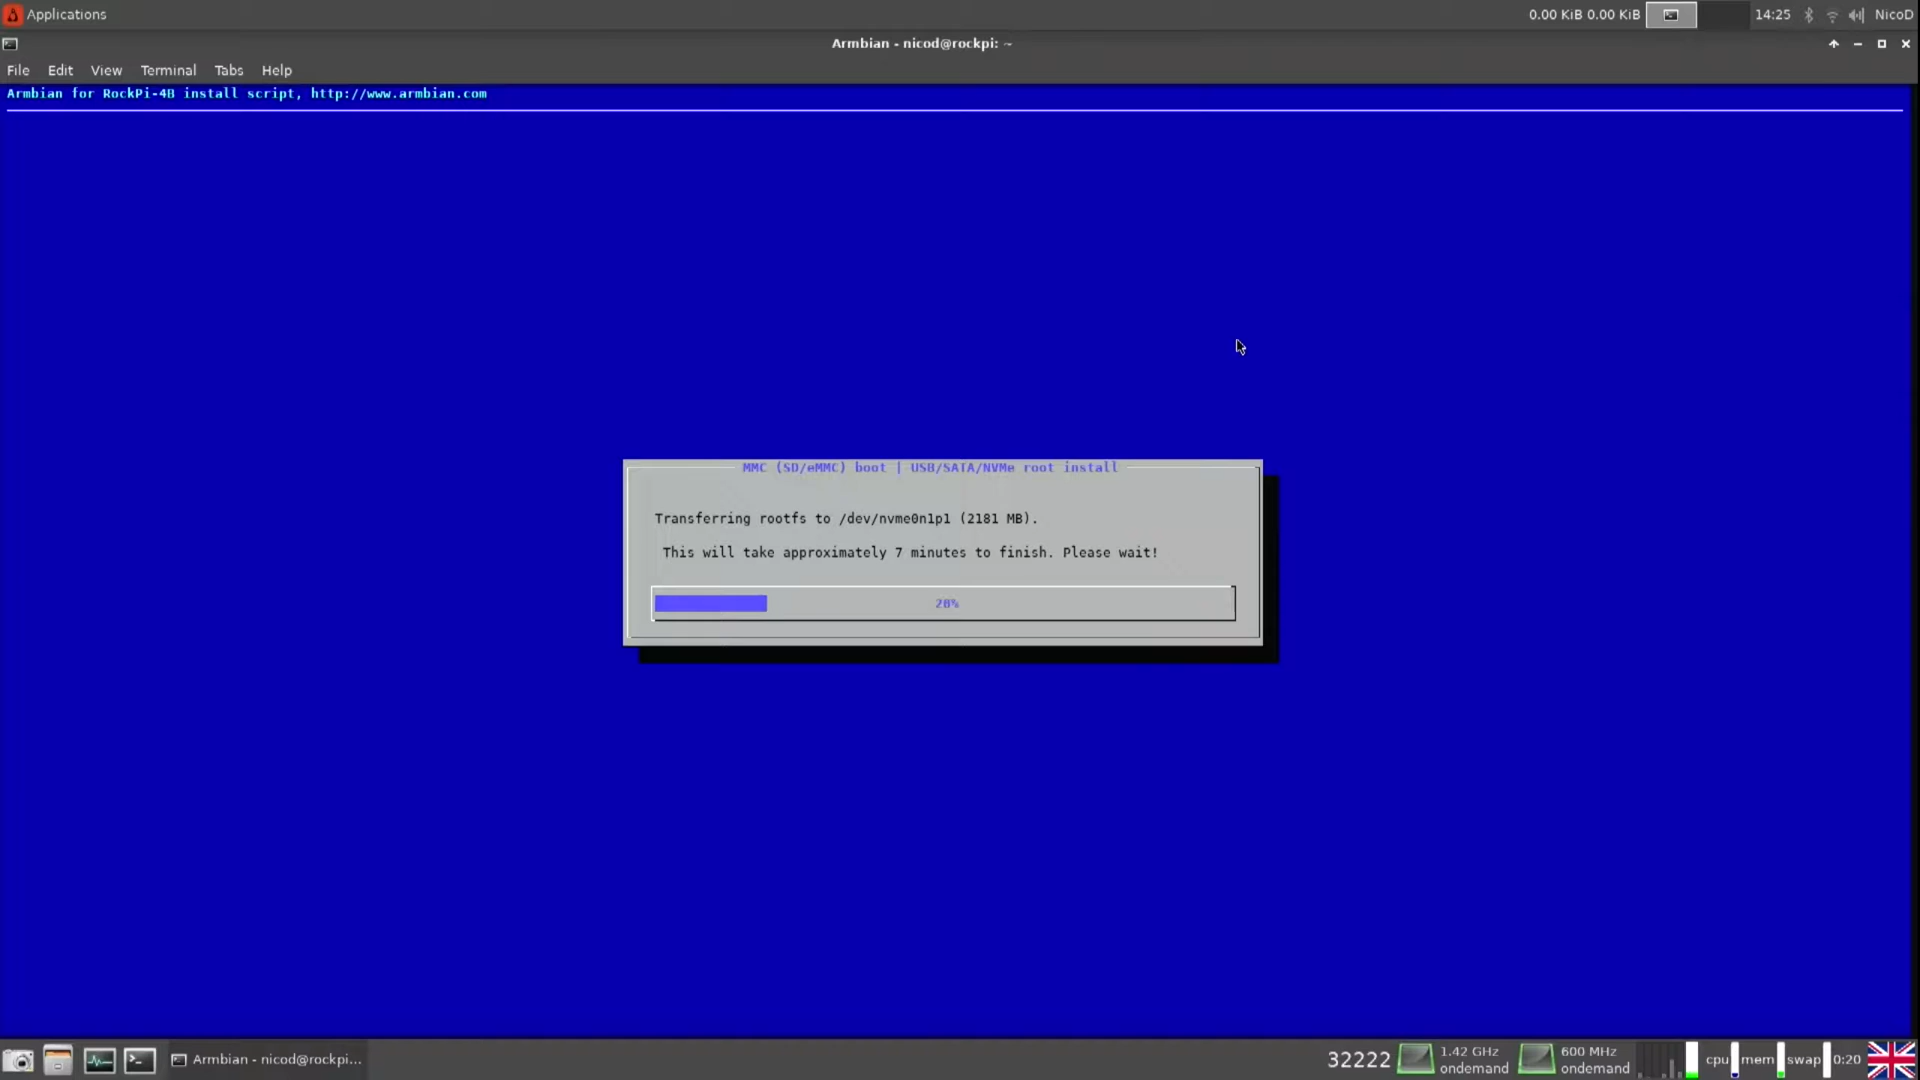 Applications
0.00 KiB 0.00 KiB
14:25
NicoD
Armbian - nicod@rockpi: ~
File Edit View Terminal Tabs Help
Armbian for RockPi-4B install script, http://www.armbian.com
MMC (SD/eMMC) boot | USB/SATA/NVMe root install
Transferring rootfs to /dev/nvme0n1p1 (2181 MB).
This will take approximately 7 minutes to finish. Please wait!
20%
Armbian - nicod@rockpi...
32222
1.42 GHz
ondemand
600 MHz
ondemand
cpu
mem
swap
0:20